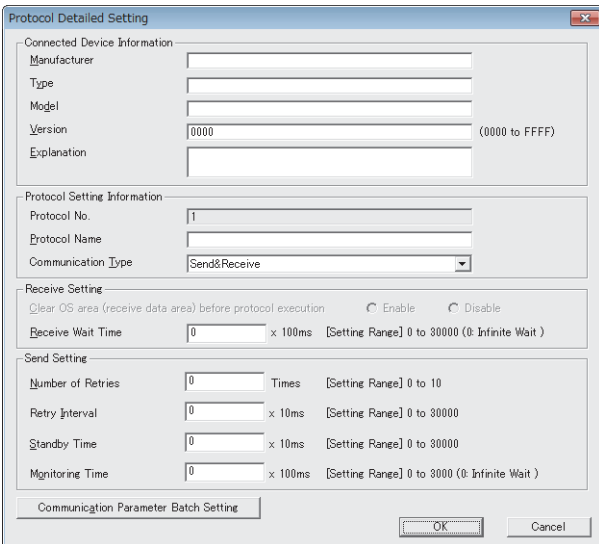 Protocol Detailed Setting
Connected Device Information
Manufacturer
Type
Model
Version 0000 (0000 to FFFF)
Explanation
Protocol Setting Information
Protocol No. 1
Protocol Name
Communication Type Send&Receive
Receive Setting
Clear OS area (receive data area) before protocol execution Enable Disable
Receive Wait Time 0 x 100ms [Setting Range] 0 to 30000 (0: Infinite Wait )
Send Setting
Number of Retries 0 Times [Setting Range] 0 to 10
Retry Interval 0 x 10ms [Setting Range] 0 to 30000
Standby Time 0 x 10ms [Setting Range] 0 to 30000
Monitoring Time 0 x 100ms [Setting Range] 0 to 3000 (0: Infinite Wait )
Communication Parameter Batch Setting
OK Cancel